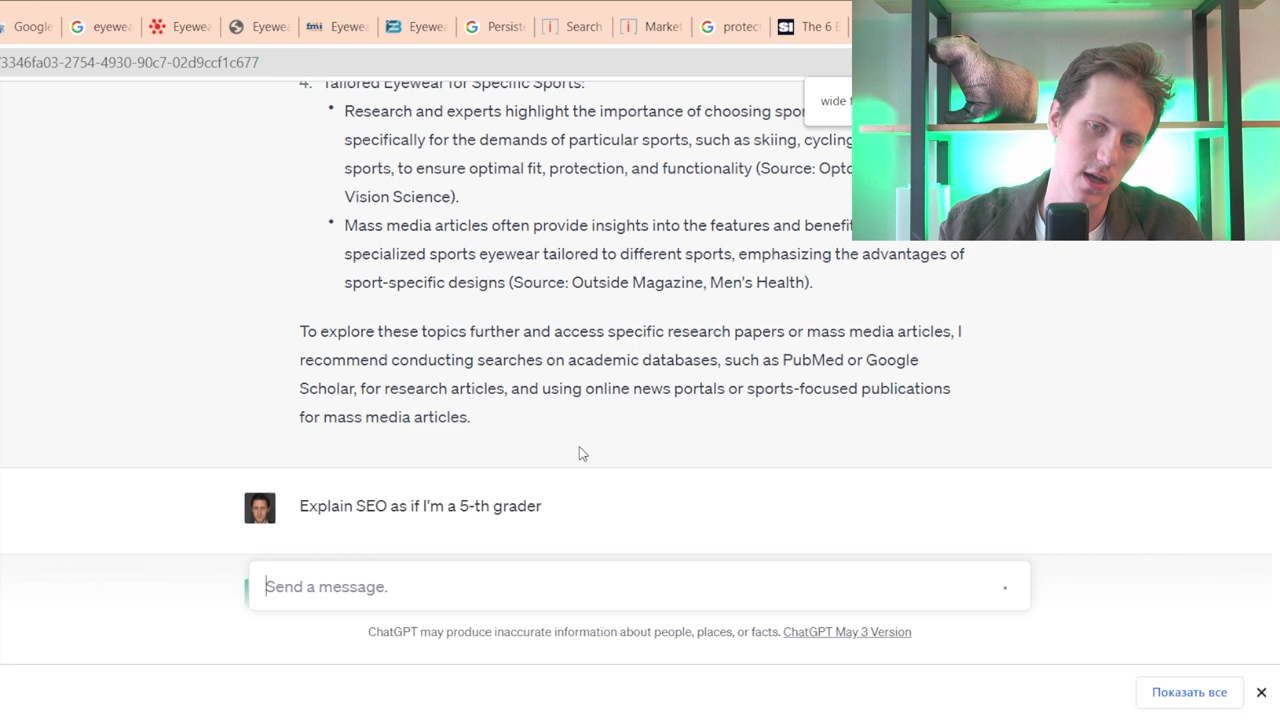 Google
eyewea
Eyewea
Eyewea
fmi Eyewea
Eyewea
Persiste
Search
Market
protect
SI The 6 E
3346fa03-2754-4930-90c7-02d9ccf1c677
wide f
4. Tailored Eyewear for Specific Sports:
• Research and experts highlight the importance of choosing spor
specifically for the demands of particular sports, such as skiing, cycling
sports, to ensure optimal fit, protection, and functionality (Source: Opto
Vision Science).
• Mass media articles often provide insights into the features and benefit
specialized sports eyewear tailored to different sports, emphasizing the advantages of
sport-specific designs (Source: Outside Magazine, Men's Health).
To explore these topics further and access specific research papers or mass media articles, I
recommend conducting searches on academic databases, such as PubMed or Google
Scholar, for research articles, and using online news portals or sports-focused publications
for mass media articles.
Explain SEO as if I'm a 5-th grader
Send a message.
ChatGPT may produce inaccurate information about people, places, or facts. ChatGPT May 3 Version
Показать все